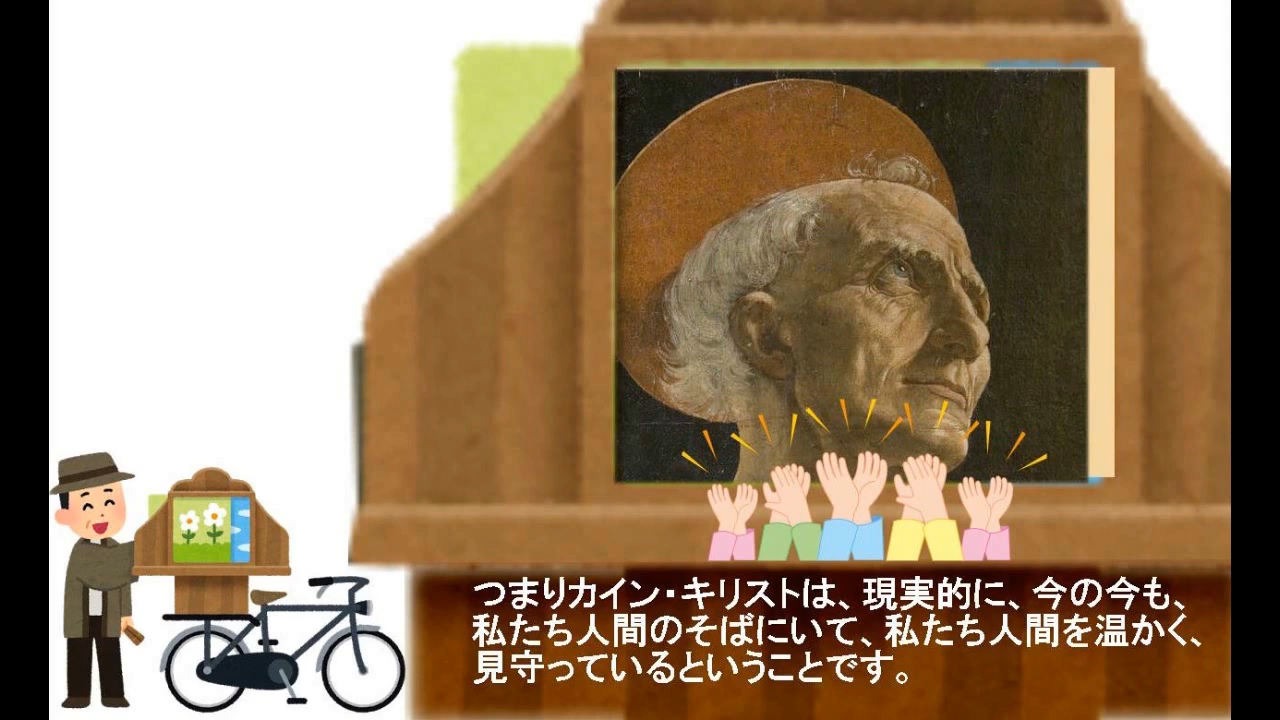 つまりカイン・キリストは、現実的に、今の今も、
私たち人間のそばにいて、私たち人間を温かく、
見守っているということです。